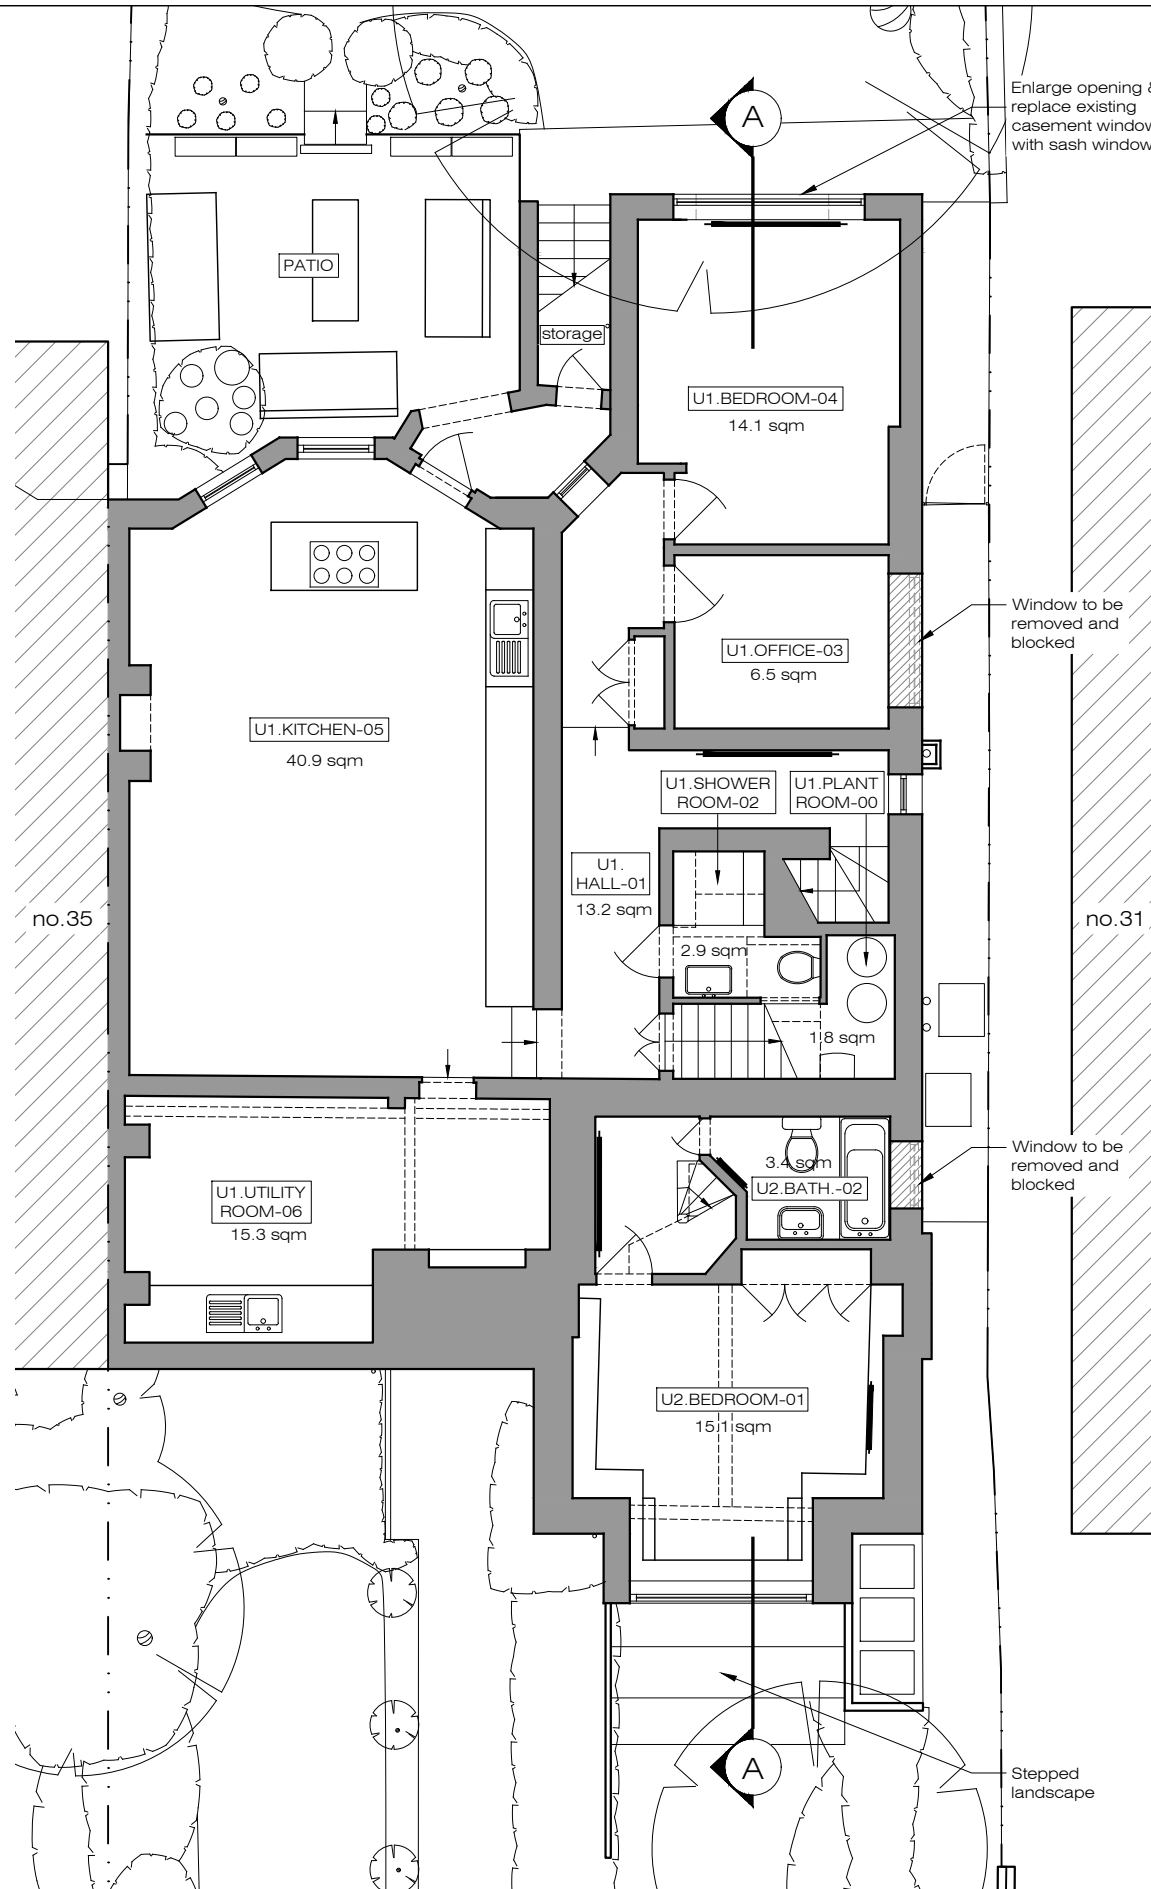 A
Enlarge opening &
replace existing
casement window
with sash window
PATIO
storage
U1.BEDROOM-04
14.1 sqm
U1.OFFICE-03
6.5 sqm
Window to be
removed and
blocked
U1.KITCHEN-05
40.9 sqm
U1.SHOWER
ROOM-02
U1.PLANT
ROOM-00
U1.
HALL-01
13.2 sqm
no.35
no.31
2.9 sqm
1.8 sqm
Window to be
removed and
blocked
3.4 sqm
U2.BATH.-02
U1.UTILITY
ROOM-06
15.3 sqm
U2.BEDROOM-01
15.1 sqm
A
Stepped
landscape